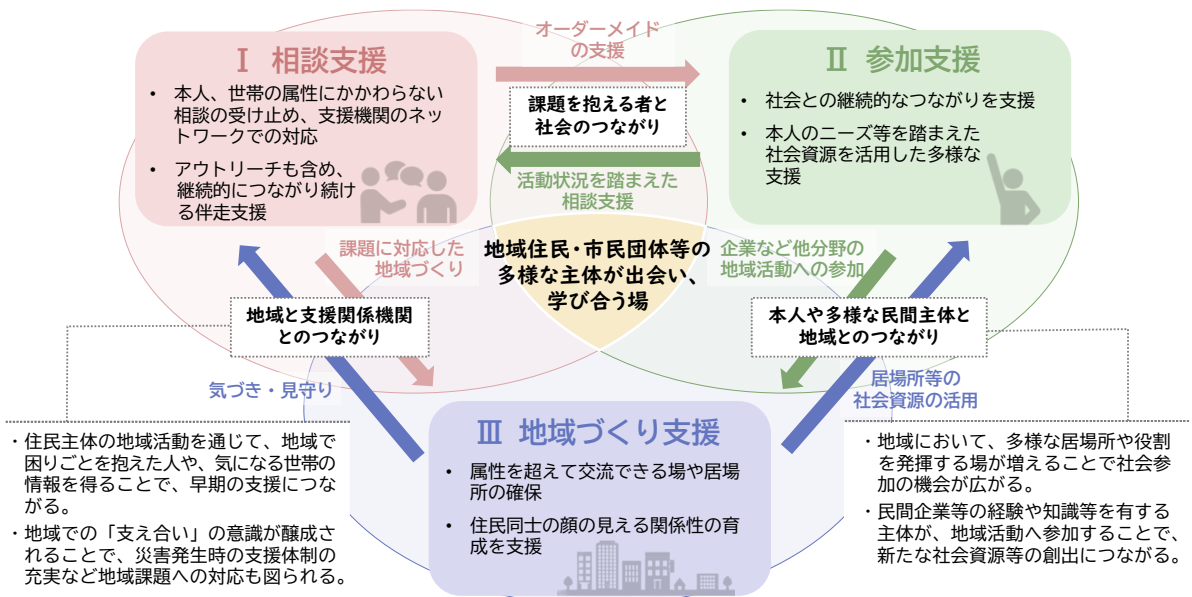 オーダーメイド
の支援
Ⅰ 相談支援
・ 本人、世帯の属性にかかわらない
相談の受け止め、支援機関のネッ
トワークでの対応
・ アウトリーチも含め、
継続的につながり続け
る伴走支援
課題を抱える者と
社会のつながり
Ⅱ 参加支援
・ 社会との継続的なつながりを支援
・ 本人のニーズ等を踏まえた
社会資源を活用した多様な
支援
活動状況を踏まえた
相談支援
課題に対応した
地域づくり
地域住民・市民団体等の
多様な主体が出会い、
学び合う場
企業など他分野の
地域活動への参加
地域と支援関係機関
とのつながり
本人や多様な民間主体と
地域とのつながり
気づき・見守り
居場所等の
社会資源の活用
Ⅲ 地域づくり支援
・ 属性を超えて交流できる場や居場
所の確保
・ 住民同士の顔の見える関係性の育
成を支援
・住民主体の地域活動を通じて、地域で
困りごとを抱えた人や、気になる世帯の
情報を得ることで、早期の支援につな
がる。
・地域での「支え合い」の意識が醸成さ
れることで、災害発生時の支援体制の
充実など地域課題への対応も図られる。
・地域において、多様な居場所や役割
を発揮する場が増えることで社会参
加の機会が広がる。
・民間企業等の経験や知識等を有する
主体が、地域活動へ参加することで、
新たな社会資源等の創出につながる。